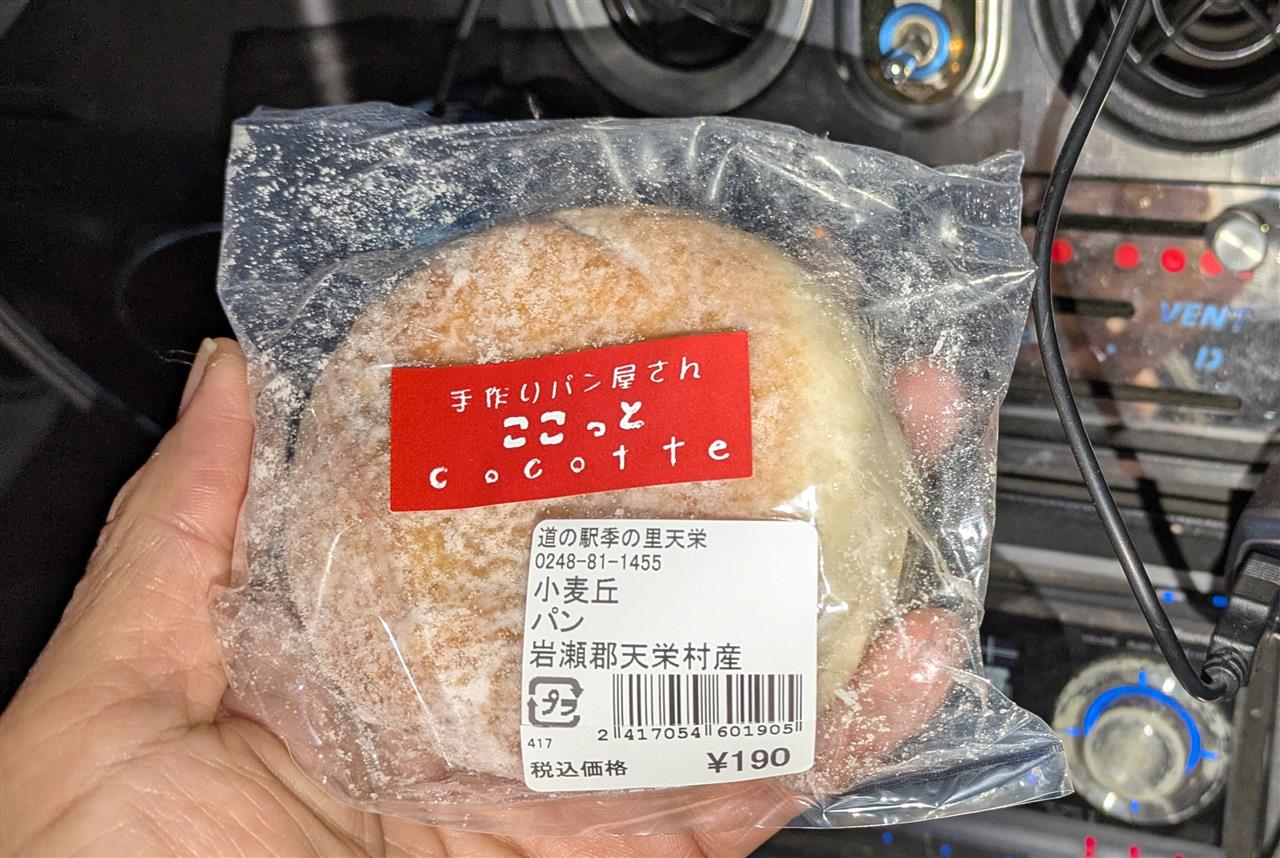 手作りパン屋さん
ここっと
cocotte
道の駅季の里天栄
0248-81-1455
小麦丘
パン
岩瀬郡天栄村産
プラ
2 417054 601905
417
税込価格 ¥190
VENT
D